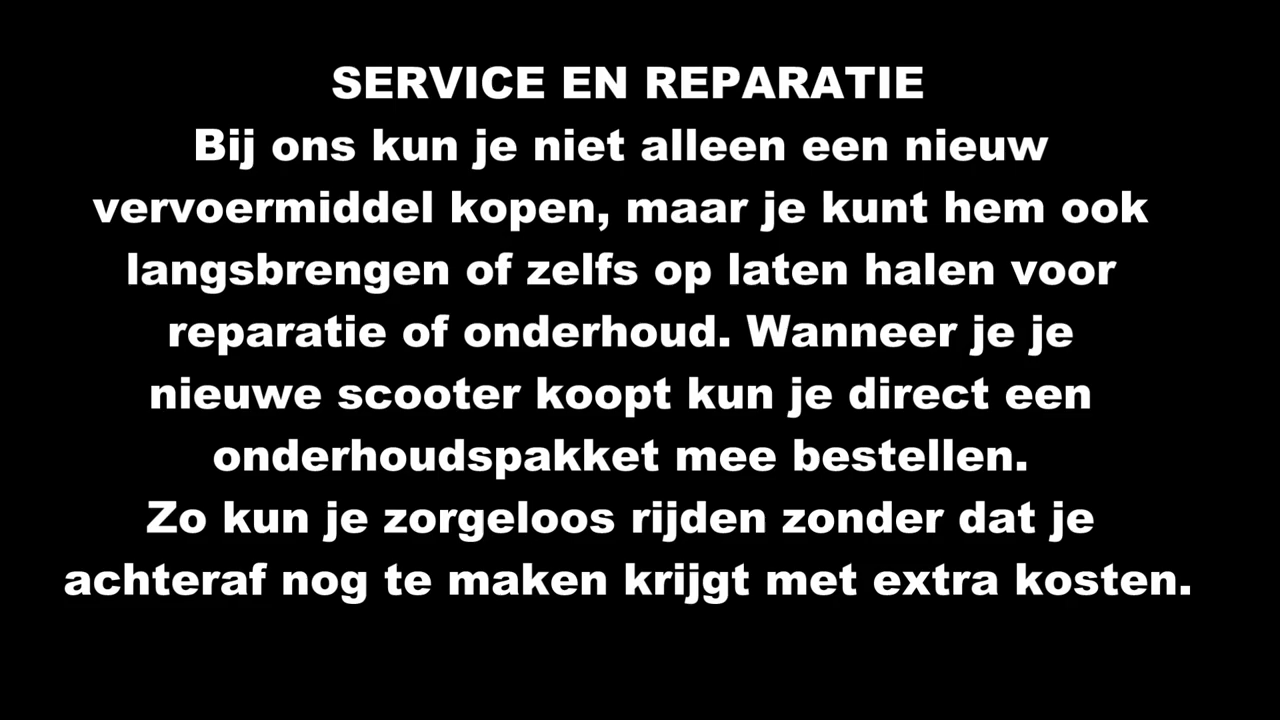 SERVICE EN REPARATIE
Bij ons kun je niet alleen een nieuw
vervoermiddel kopen, maar je kunt hem ook
langsbrengen of zelfs op laten halen voor
reparatie of onderhoud. Wanneer je je
nieuwe scooter koopt kun je direct een
onderhoudspakket mee bestellen.
Zo kun je zorgeloos rijden zonder dat je
achteraf nog te maken krijgt met extra kosten.